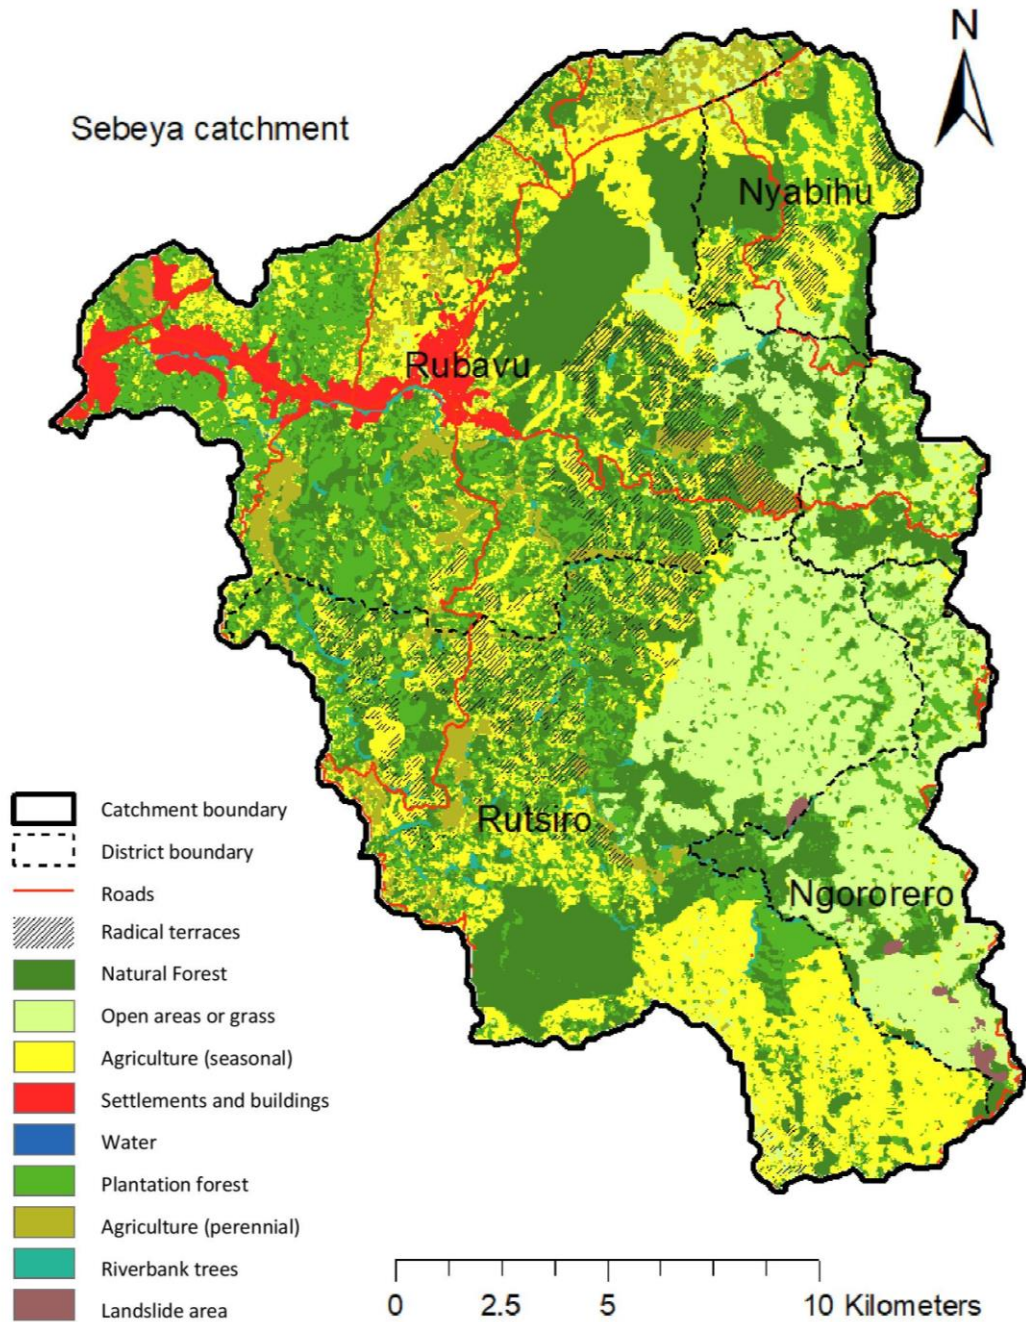 N
Sebeya catchment
Nyabihu
Rubavu
Rutsiro
Ngororero
Catchment boundary
District boundary
Roads
Radical terraces
Natural Forest
Open areas or grass
Agriculture (seasonal)
Settlements and buildings
Water
Plantation forest
Agriculture (perennial)
Riverbank trees
Landslide area
0 2.5 5 10 Kilometers